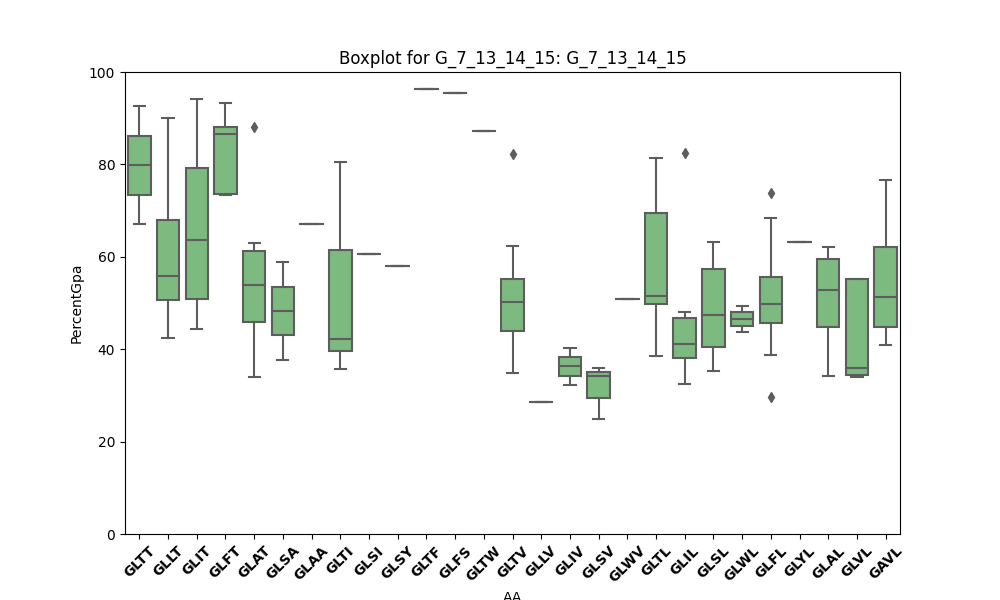 Boxplot for G_7_13_14_15: G_7_13_14_15
PercentGpa
100
80
60
40
20
0
GLTT
GLLT
GLIT
GLFT
GLAT
GLSA
GLAA
GLTI
GLSI
GLSY
GLTF
GLFS
GLTW
GLTV
GLLV
GLIV
GLSV
GLWV
GLTL
GLIL
GLSL
GLWL
GLFL
GLYL
GLAL
GLVL
GAVL
AA